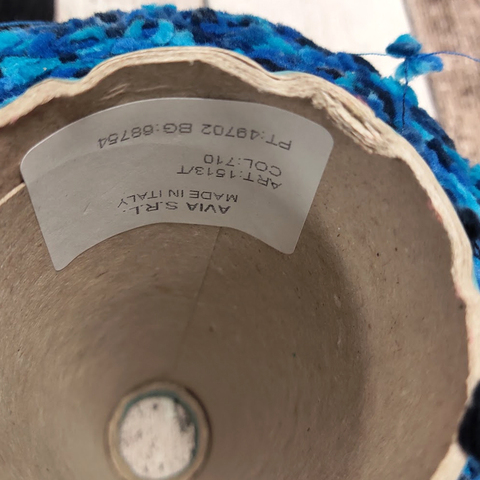 AVIA S.R.L.
MADE IN ITALY
ART:1513/T
COL:710
PT:49702 BG:68754